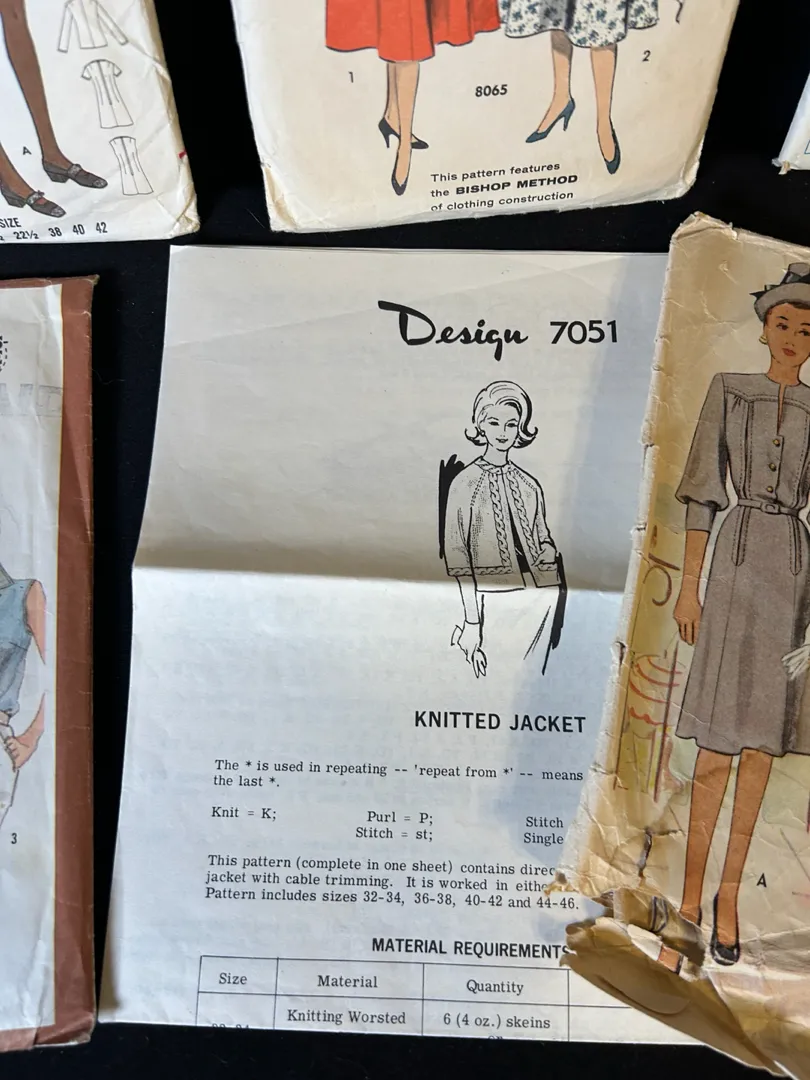 A
SIZE
22½ 38 40 42
1
8065
2
This pattern features
the BISHOP METHOD
of clothing construction
Design 7051
KNITTED JACKET
The * is used in repeating -- 'repeat from *' -- means
the last *.
Knit = K; Purl = P; Stitch
Stitch = st; Single
This pattern (complete in one sheet) contains direc
jacket with cable trimming. It is worked in eithe
Pattern includes sizes 32-34, 36-38, 40-42 and 44-46.
MATERIAL REQUIREMENTS
Size Material Quantity
Knitting Worsted 6 (4 oz.) skeins
3
A